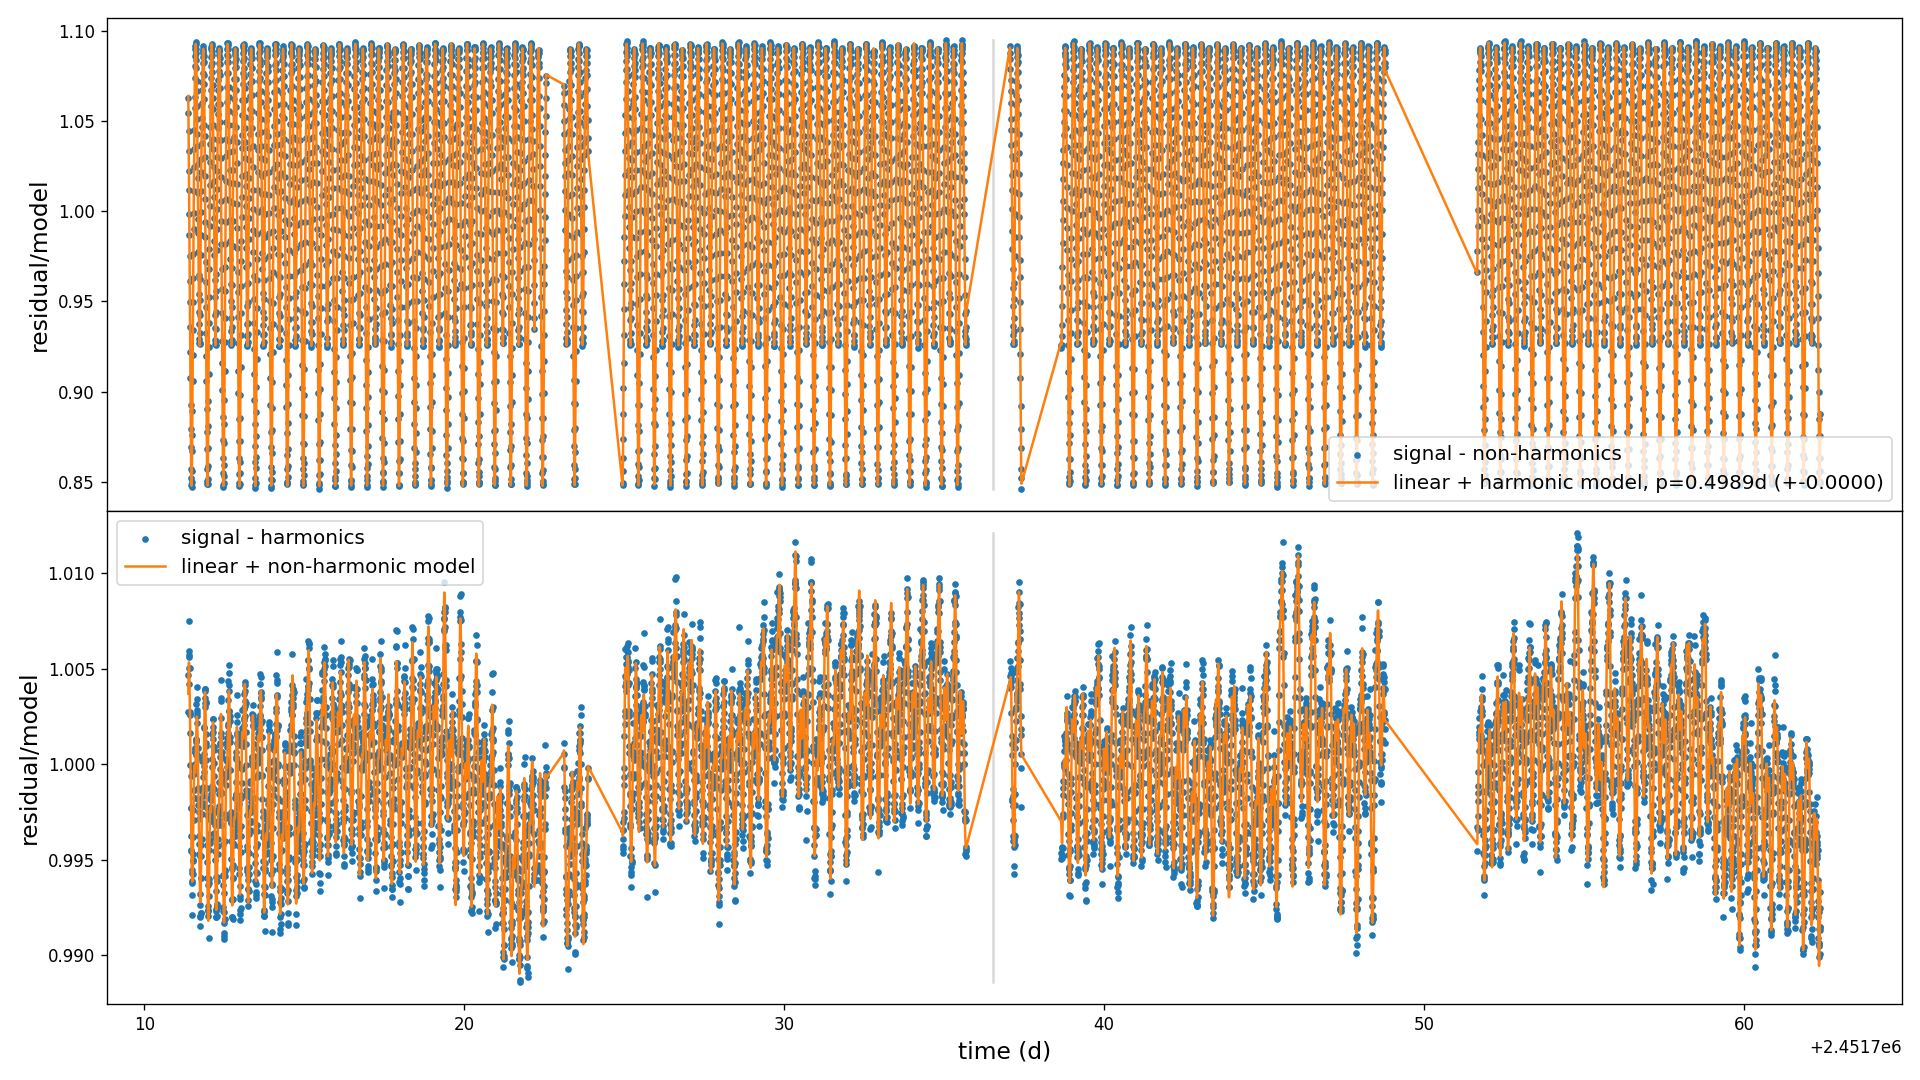 1.10
1.05
1.00
0.95
0.90
0.85
residual/model
signal - non-harmonics
linear + harmonic model, p=0.4989d (+-0.0000)
signal - harmonics
linear + non-harmonic model
1.010
1.005
1.000
0.995
0.990
residual/model
10
20
30
40
50
60
time (d)
+2.4517e6